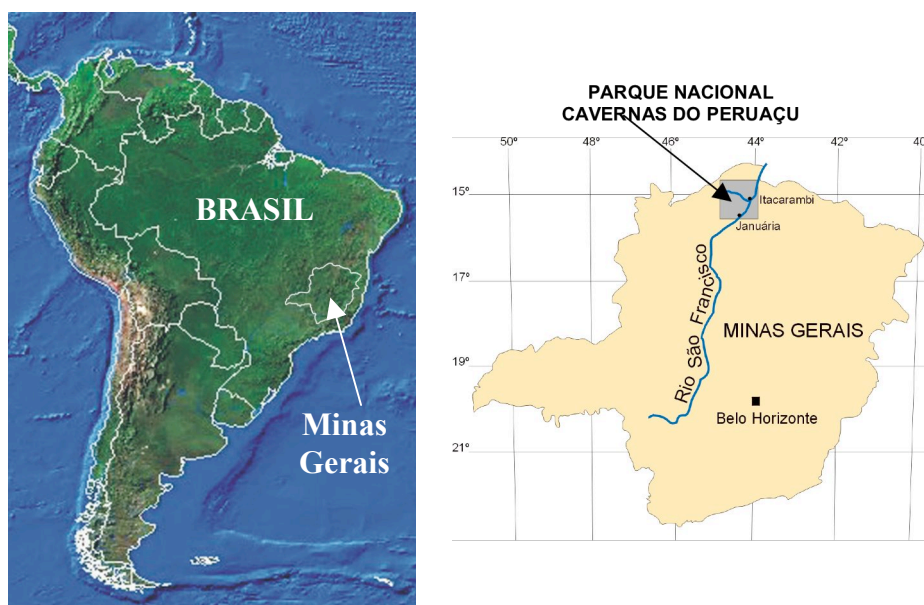 BRASIL
Minas
Gerais
PARQUE NACIONAL
CAVERNAS DO PERUAÇU
50° 48° 46° 44° 42° 40
15°
Itacarambi
Januária
17°
Rio São Francisco
MINAS GERAIS
19°
Belo Horizonte
21°